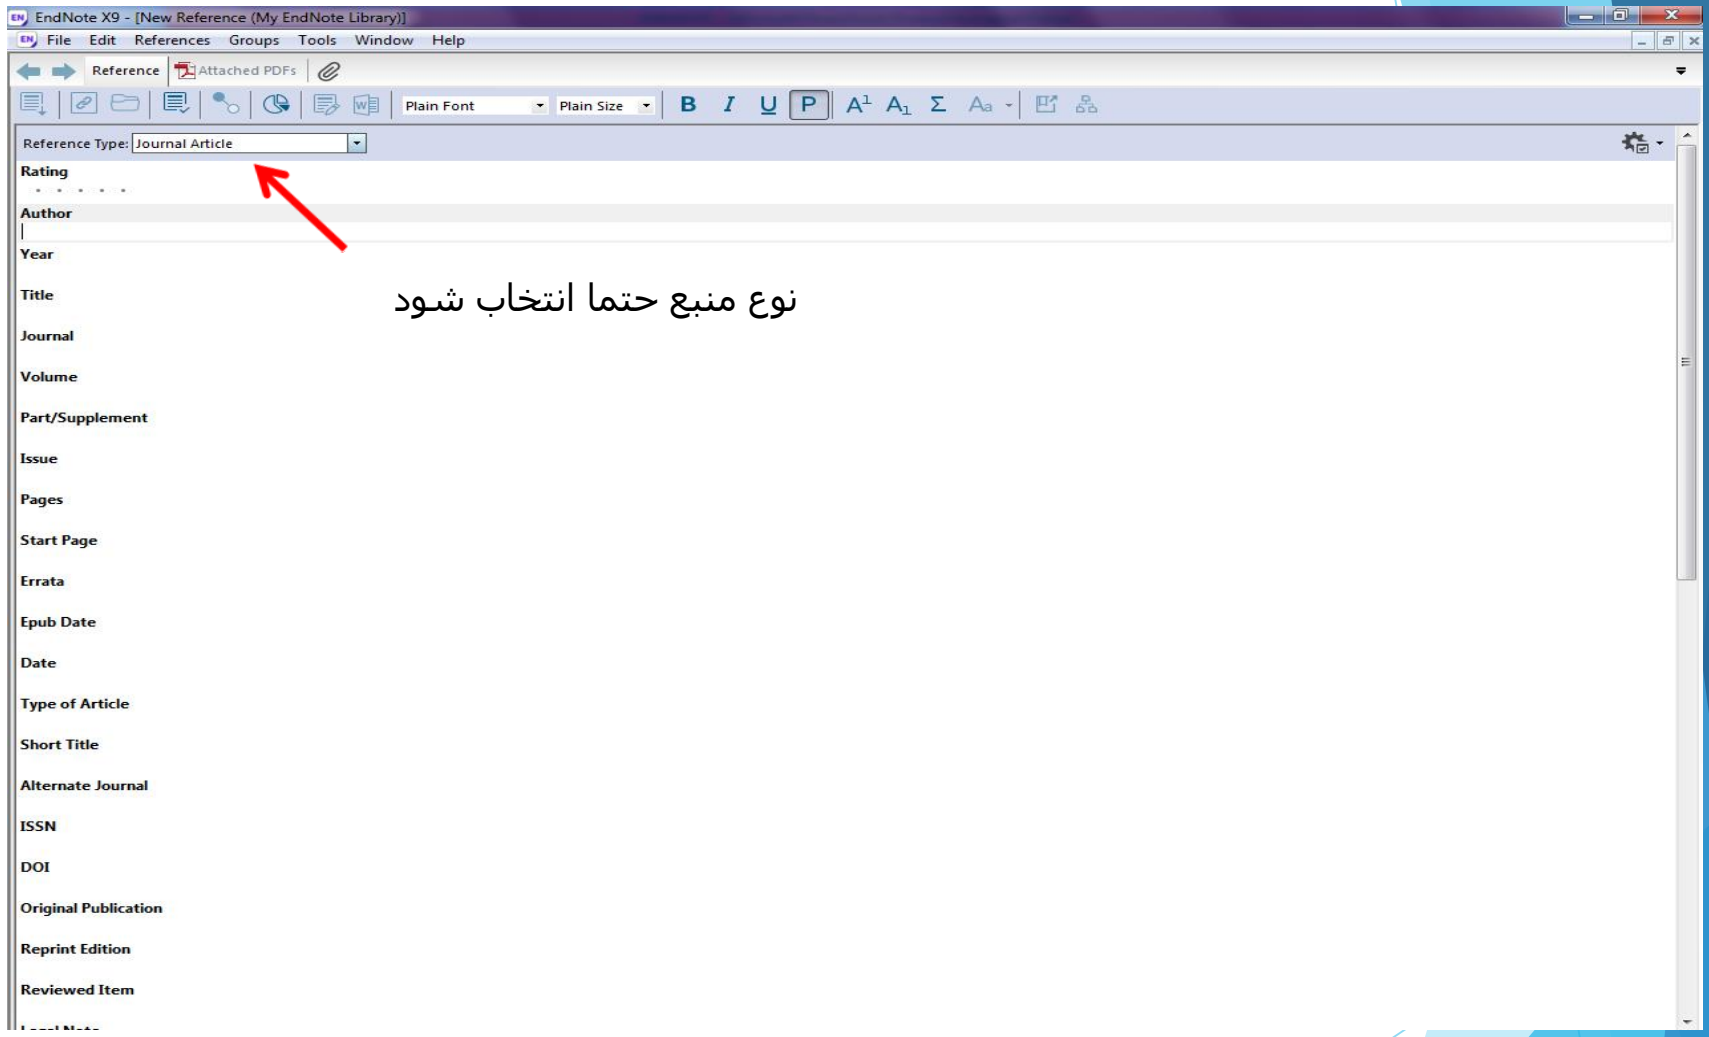 EndNote X9 - [New Reference (My EndNote Library)]
File Edit References Groups Tools Window Help
Reference Attached PDFs
Plain Font Plain Size B I U P A¹ A₁ Σ Aa
Reference Type: Journal Article
Rating
Author
Year
نوع منبع حتما انتخاب شود
Title
Journal
Volume
Part/Supplement
Issue
Pages
Start Page
Errata
Epub Date
Date
Type of Article
Short Title
Alternate Journal
ISSN
DOI
Original Publication
Reprint Edition
Reviewed Item